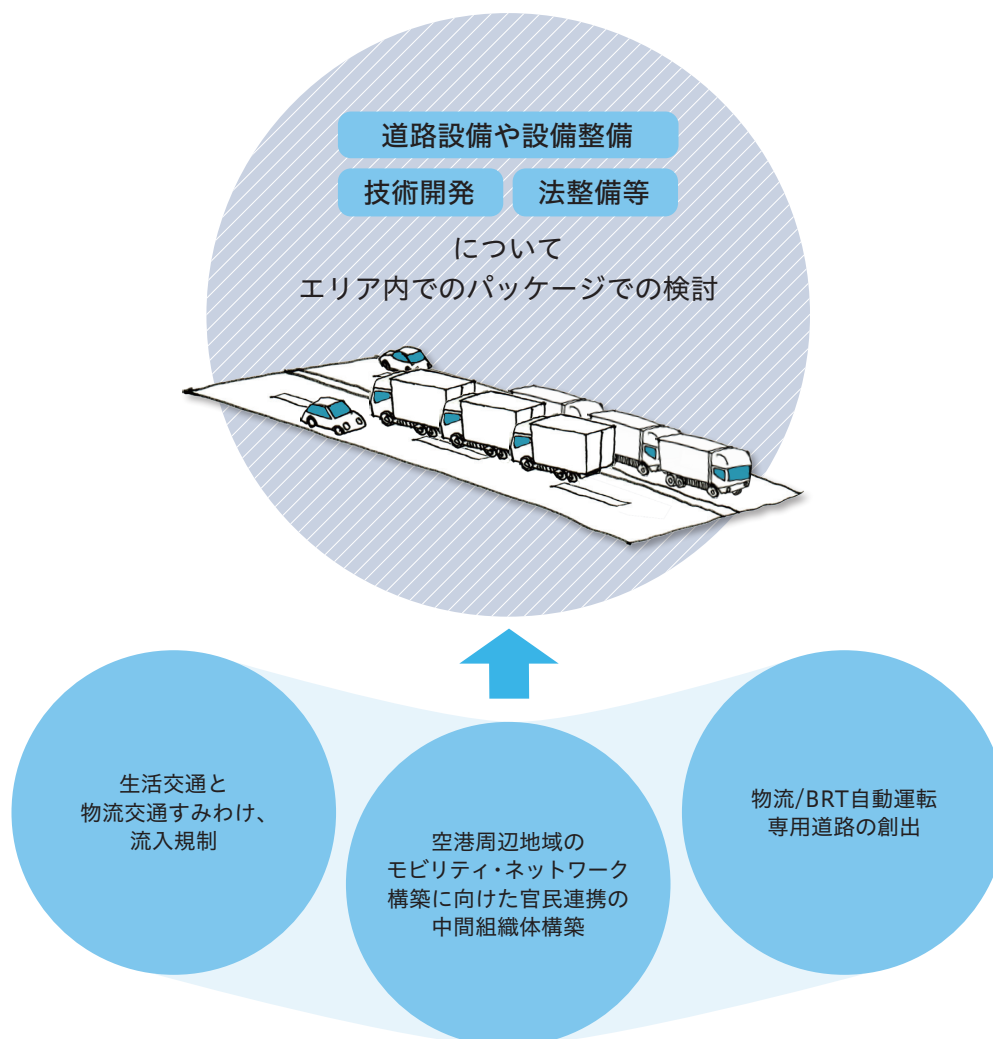 道路設備や設備整備
技術開発
法整備等
について
エリア内でのパッケージでの検討
生活交通と
物流交通すみわけ、
流入規制
空港周辺地域の
モビリティ・ネットワーク
構築に向けた官民連携の
中間組織体構築
物流/BRT自動運転
専用道路の創出